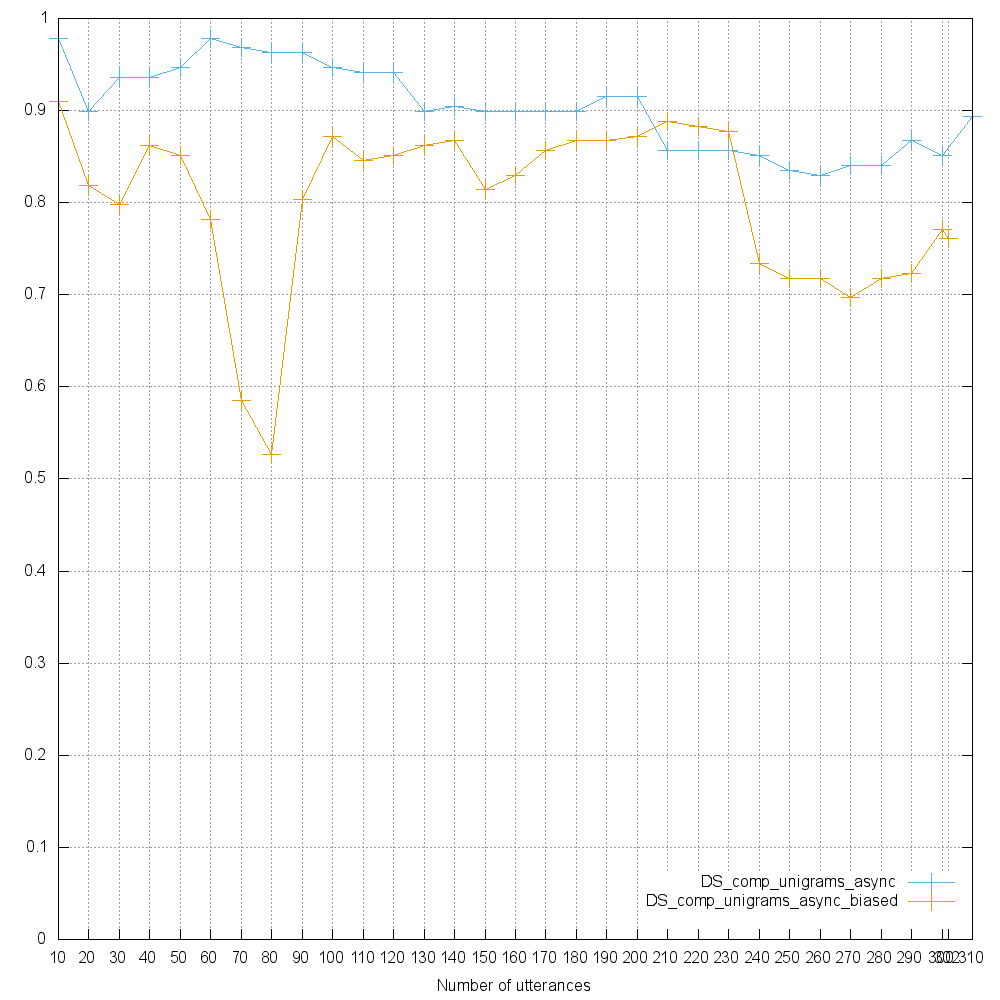 1
0.9
0.8
0.7
0.6
0.5
0.4
0.3
0.2
0.1
0
DS_comp_unigrams_async
DS_comp_unigrams_async_biased
10 20 30 40 50 60 70 80 90 100 110 120 130 140 150 160 170 180 190 200 210 220 230 240 250 260 270 280 290 300 302 310
Number of utterances